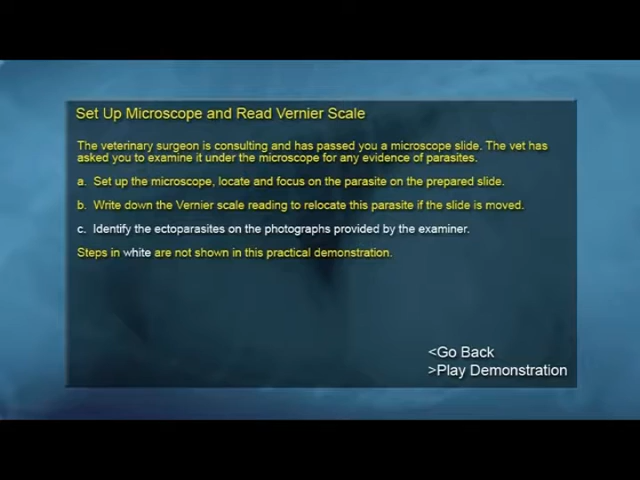 Set Up Microscope and Read Vernier Scale
The veterinary surgeon is consulting and has passed you a microscope slide. The vet has
asked you to examine it under the microscope for any evidence of parasites.
a. Set up the microscope, locate and focus on the parasite on the prepared slide.
b. Write down the Vernier scale reading to relocate this parasite if the slide is moved.
c. Identify the ectoparasites on the photographs provided by the examiner.
Steps in white are not shown in this practical demonstration.
<Go Back
>Play Demonstration